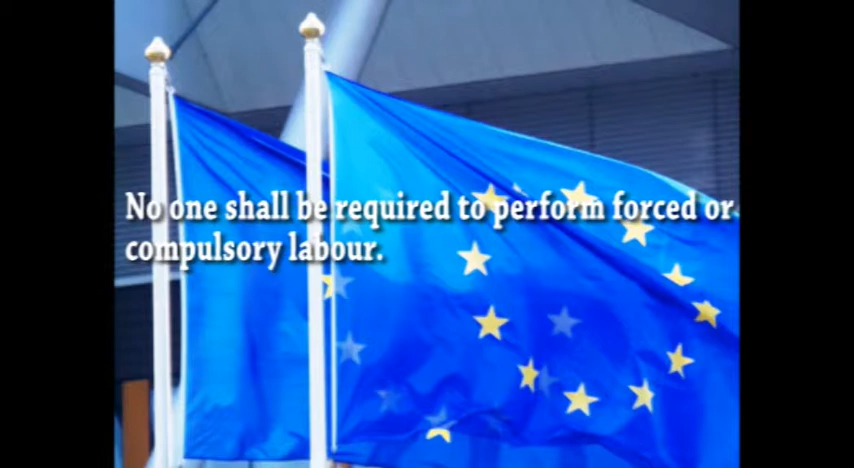 No one shall be required to perform forced or
compulsory labour.